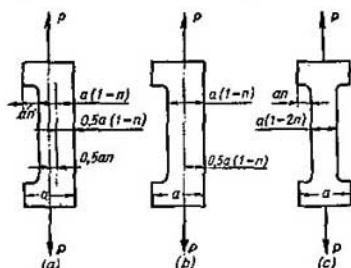 P P P
an a(1-n) a(1-n) an
0,5a(1-n) a(1-2n)
0,5an 0,5a(1-n)
a a a
P P P
(a) (b) (c)